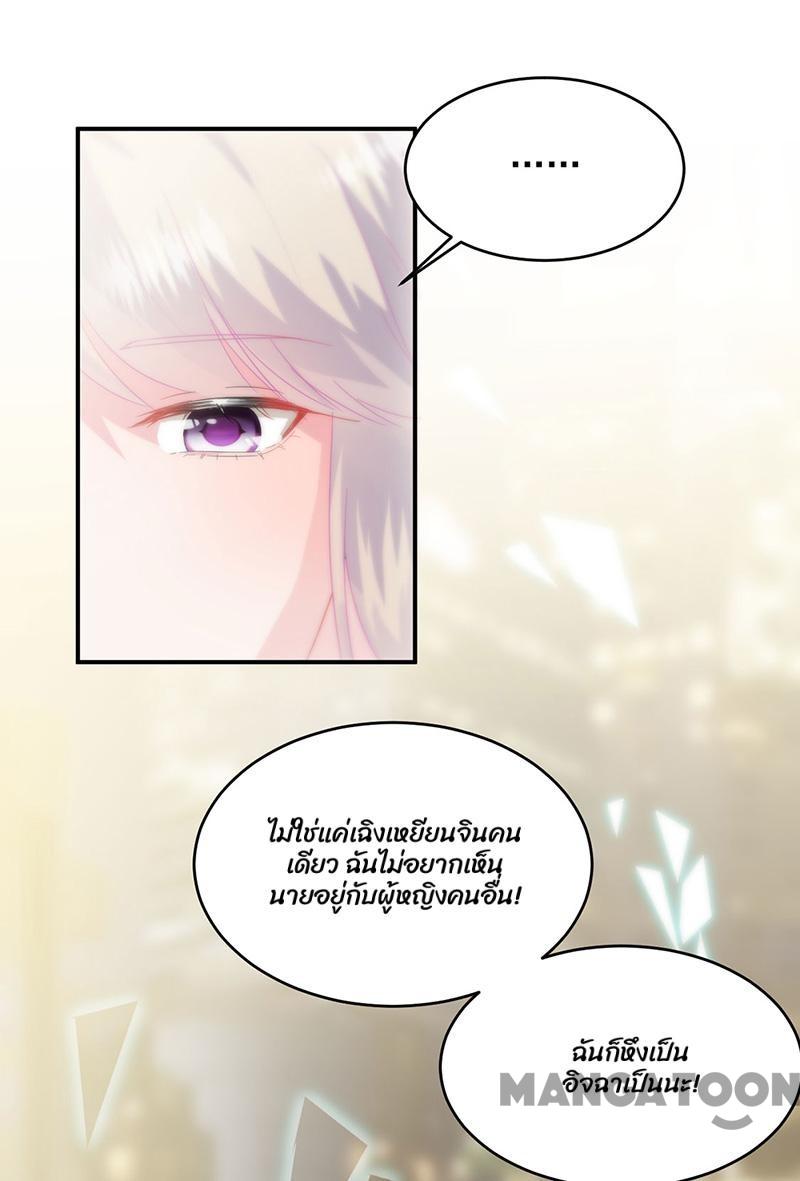 ......
ไม่ใช่แค่เฉิงเหยียนจินคน
เดียว ฉันไม่อยากเห็น
นายอยู่กับผู้หญิงคนอื่น!
ฉันก็หึงเป็น
อิจฉาเป็นนะ!
MANGATOON